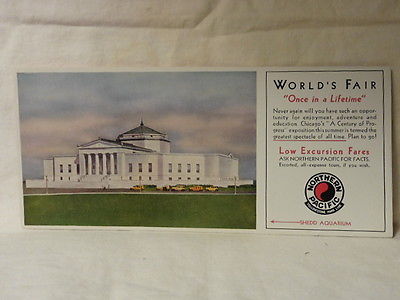 WORLD'S FAIR
"Once in a Lifetime"
Never again will you have such an oppor-
tunity for enjoyment, adventure and
education. Chicago's "A Century of Pro-
gress" exposition this summer is termed the
greatest spectacle of all time. Plan to go!
Low Excursion Fares
ASK NORTHERN PACIFIC FOR FACTS.
Escorted, all-expense tours, if you wish.
NORTHERN
PACIFIC
SHEDD AQUARIUM